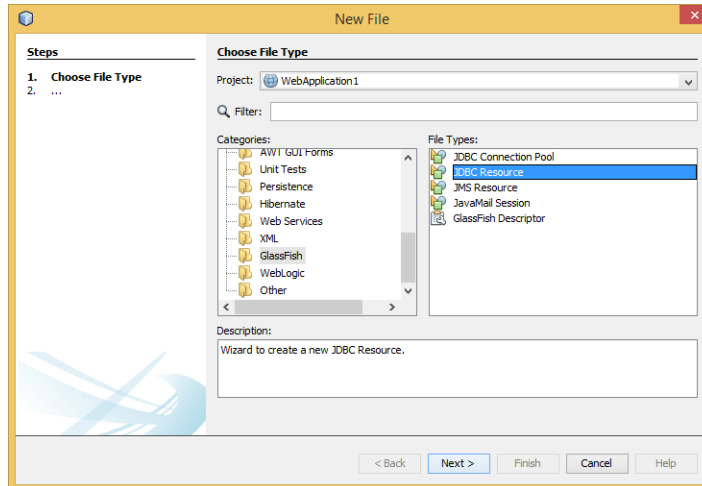 New File
Steps
1. Choose File Type
2. ...
Choose File Type
Project: WebApplication1
Filter:
Categories:
AWT GUI Forms
Unit Tests
Persistence
Hibernate
Web Services
XML
GlassFish
WebLogic
Other
File Types:
JDBC Connection Pool
JDBC Resource
JMS Resource
JavaMail Session
GlassFish Descriptor
Description:
Wizard to create a new JDBC Resource.
< Back Next > Finish Cancel Help